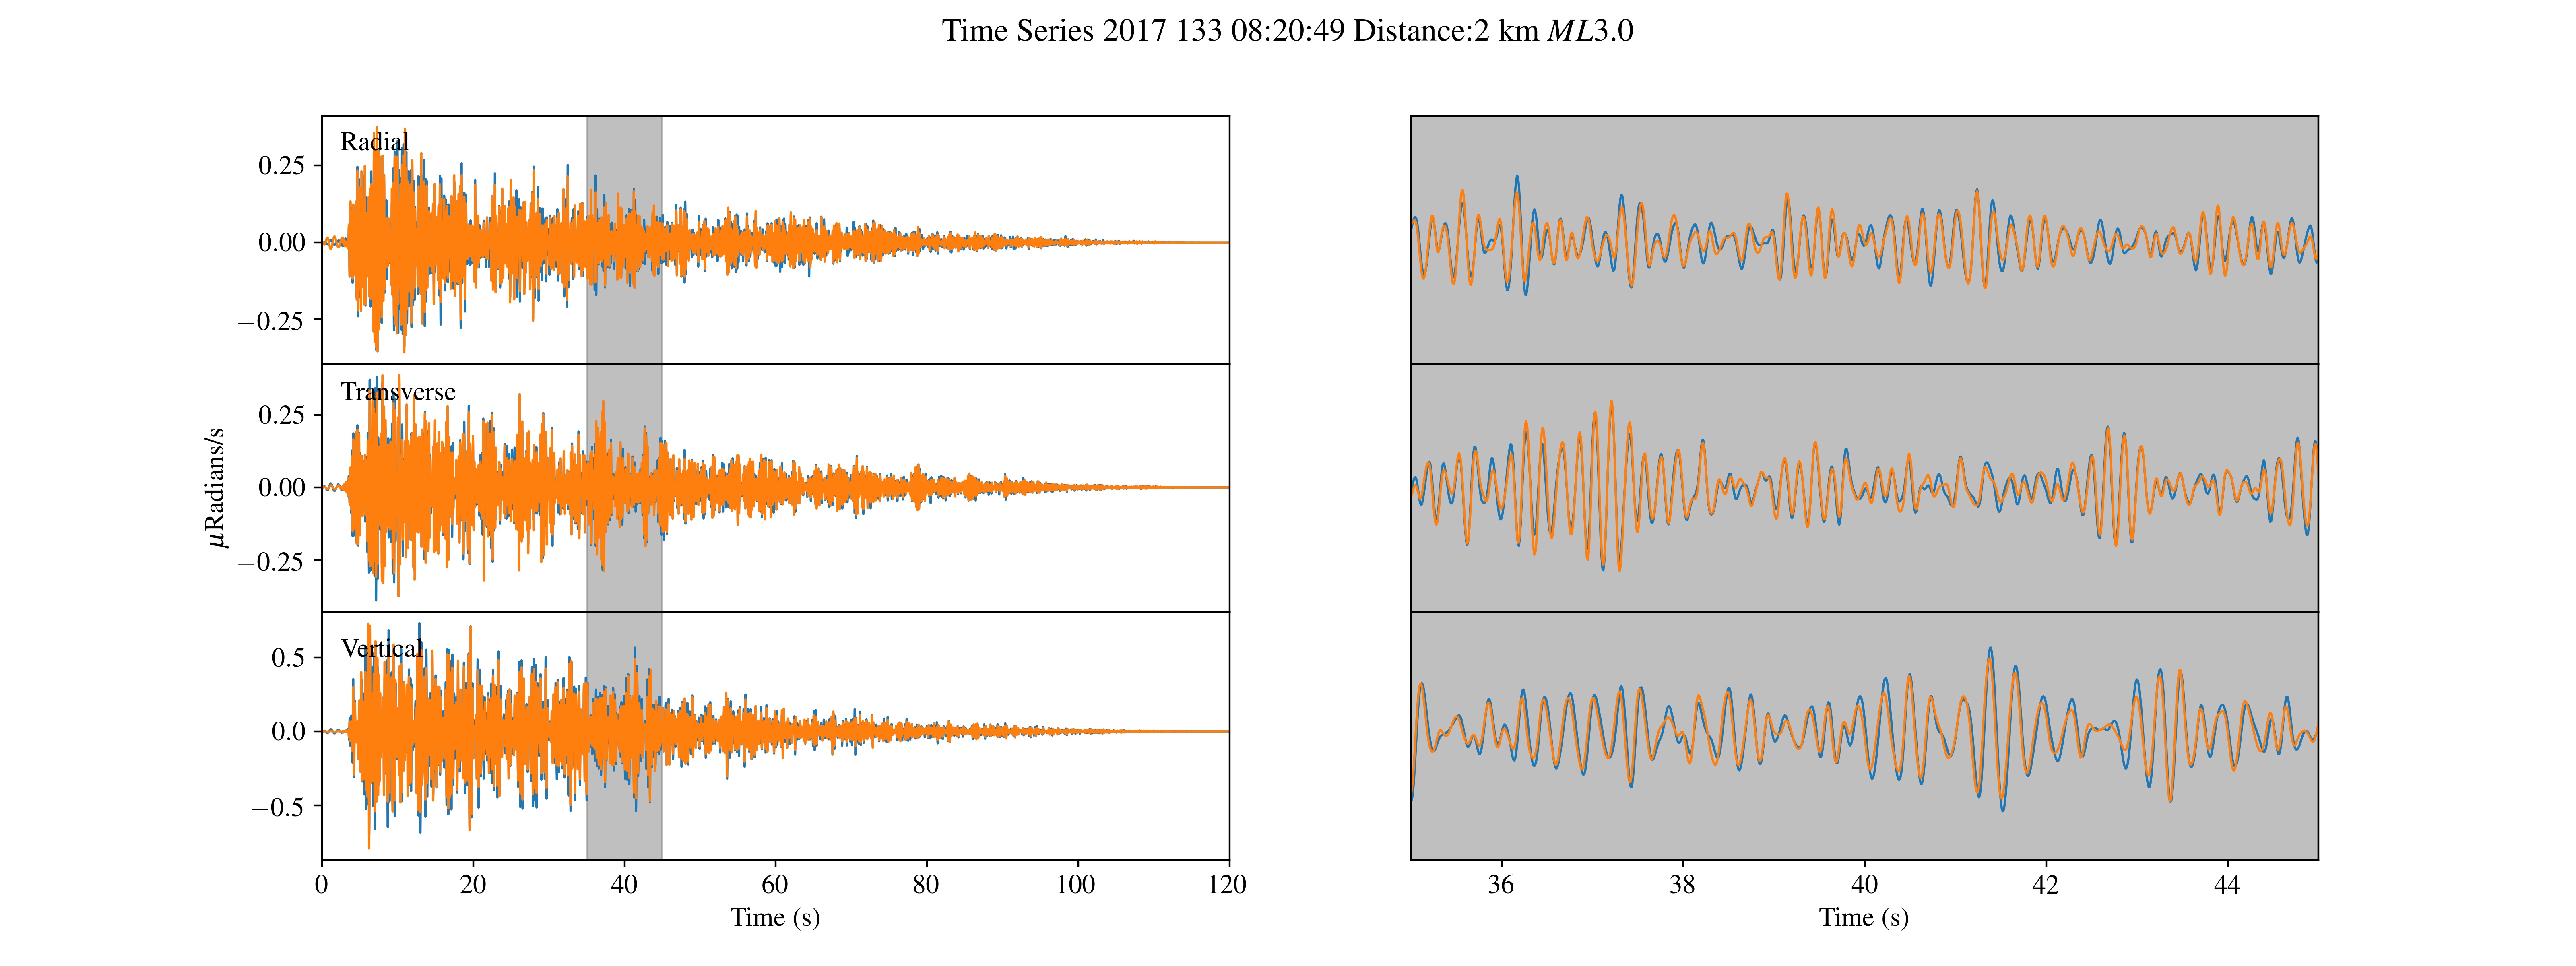 Time Series 2017 133 08:20:49 Distance:2 km ML3.0
Radial
0.25
0.00
−0.25
Transverse
0.25
0.00
−0.25
μRadians/s
Vertical
0.5
0.0
−0.5
0 20 40 60 80 100 120
Time (s)
36 38 40 42 44
Time (s)